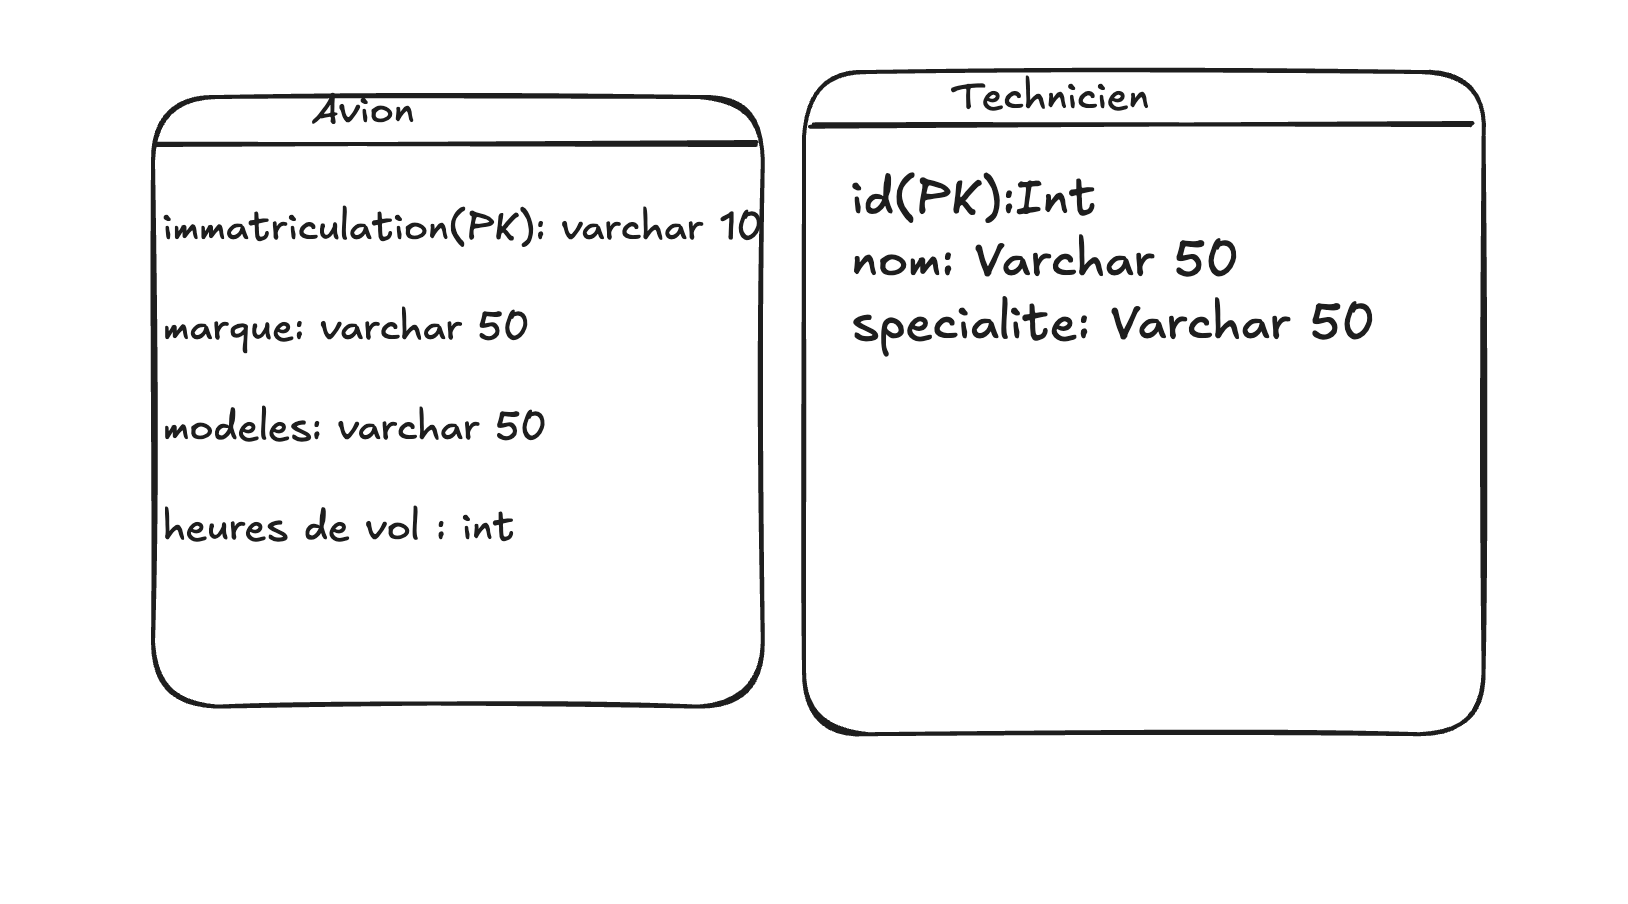 Avion
immatriculation(PK): varchar 10
marque: varchar 50
modeles: varchar 50
heures de vol : int
Technicien
id(PK):Int
nom: Varchar 50
specialite: Varchar 50